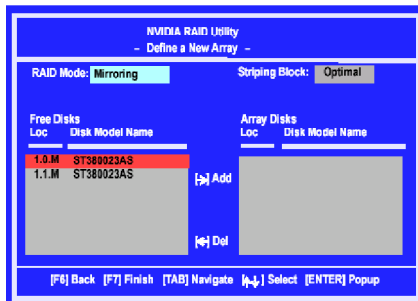 NVIDIA RAID Utility
- Define a New Array -
RAID Mode: Mirroring Striping Block: Optimal
Free Disks Array Disks
Loc Disk Model Name Loc Disk Model Name
1.0.M ST380023AS
1.1.M ST380023AS
[→] Add
[←] Del
[F6] Back [F7] Finish [TAB] Navigate [↑↓] Select [ENTER] Popup